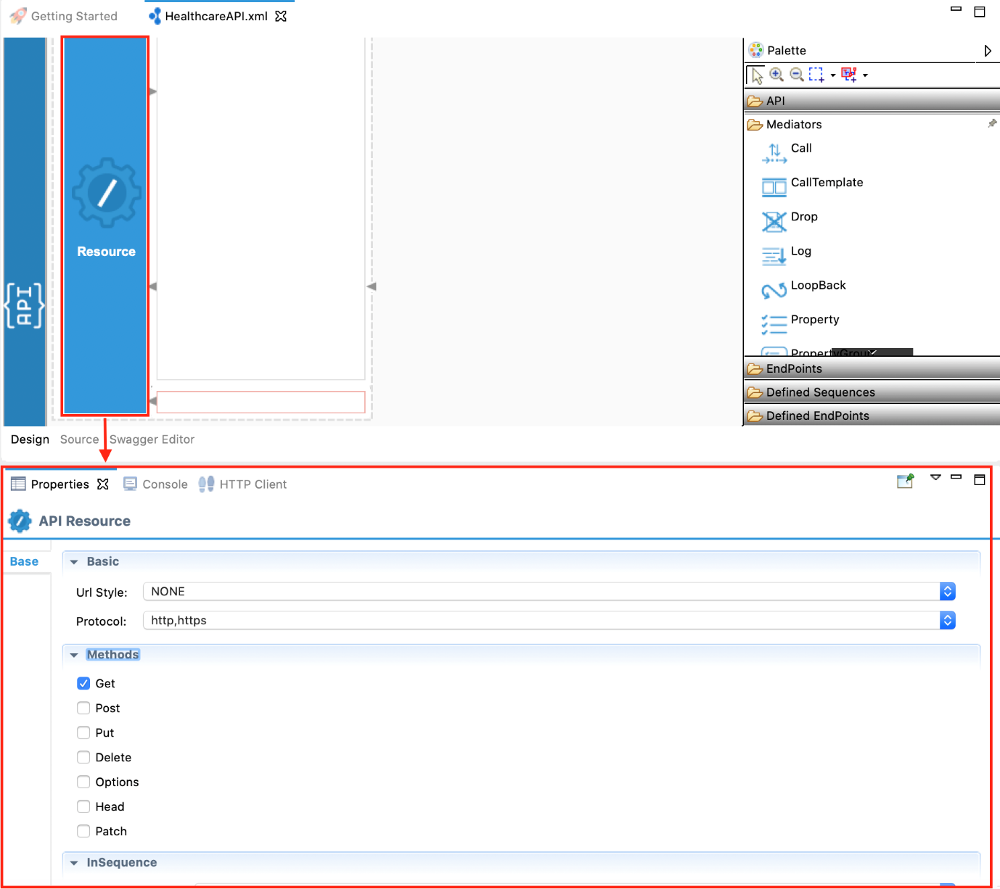 Getting Started
HealthcareAPI.xml
Palette
API
Mediators
Call
CallTemplate
Drop
Log
LoopBack
Property
PropertyGroup
EndPoints
Defined Sequences
Defined EndPoints
Resource
{API}
Design
Source
Swagger Editor
Properties
Console
HTTP Client
API Resource
Base
Basic
Url Style:
NONE
Protocol:
http,https
Methods
Get
Post
Put
Delete
Options
Head
Patch
InSequence